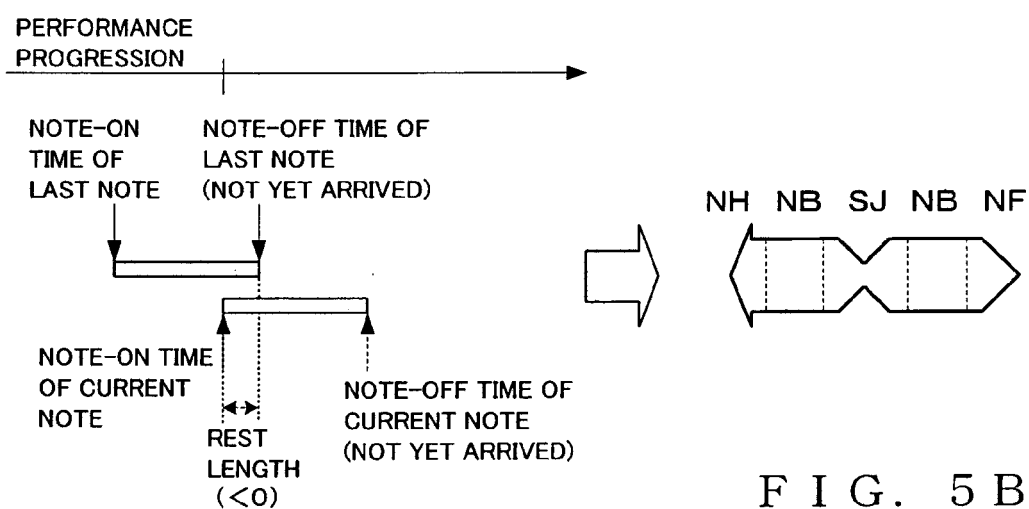 PERFORMANCE
PROGRESSION
NOTE-ON
TIME OF
LAST NOTE
NOTE-OFF TIME OF
LAST NOTE
(NOT YET ARRIVED)
NH NB SJ NB NF
NOTE-ON TIME
OF CURRENT
NOTE
REST
LENGTH
(<0)
NOTE-OFF TIME OF
CURRENT NOTE
(NOT YET ARRIVED)
FIG. 5B